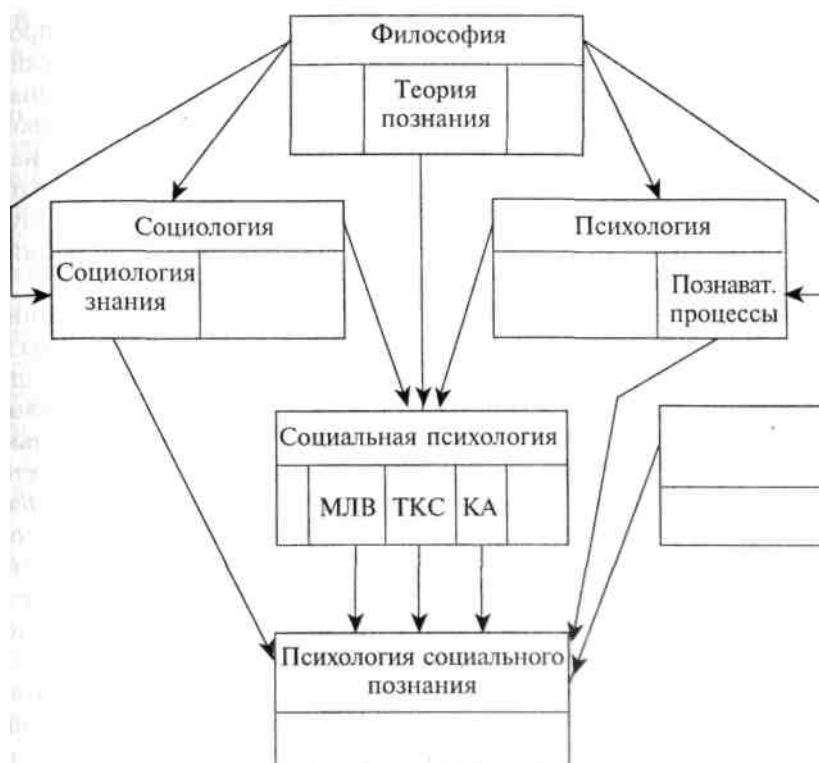 Философия
Теория
познания
Социология
Психология
Социология
знания
Познават.
процессы
Социальная психология
МЛВ
ТКС
КА
Психология социального
познания